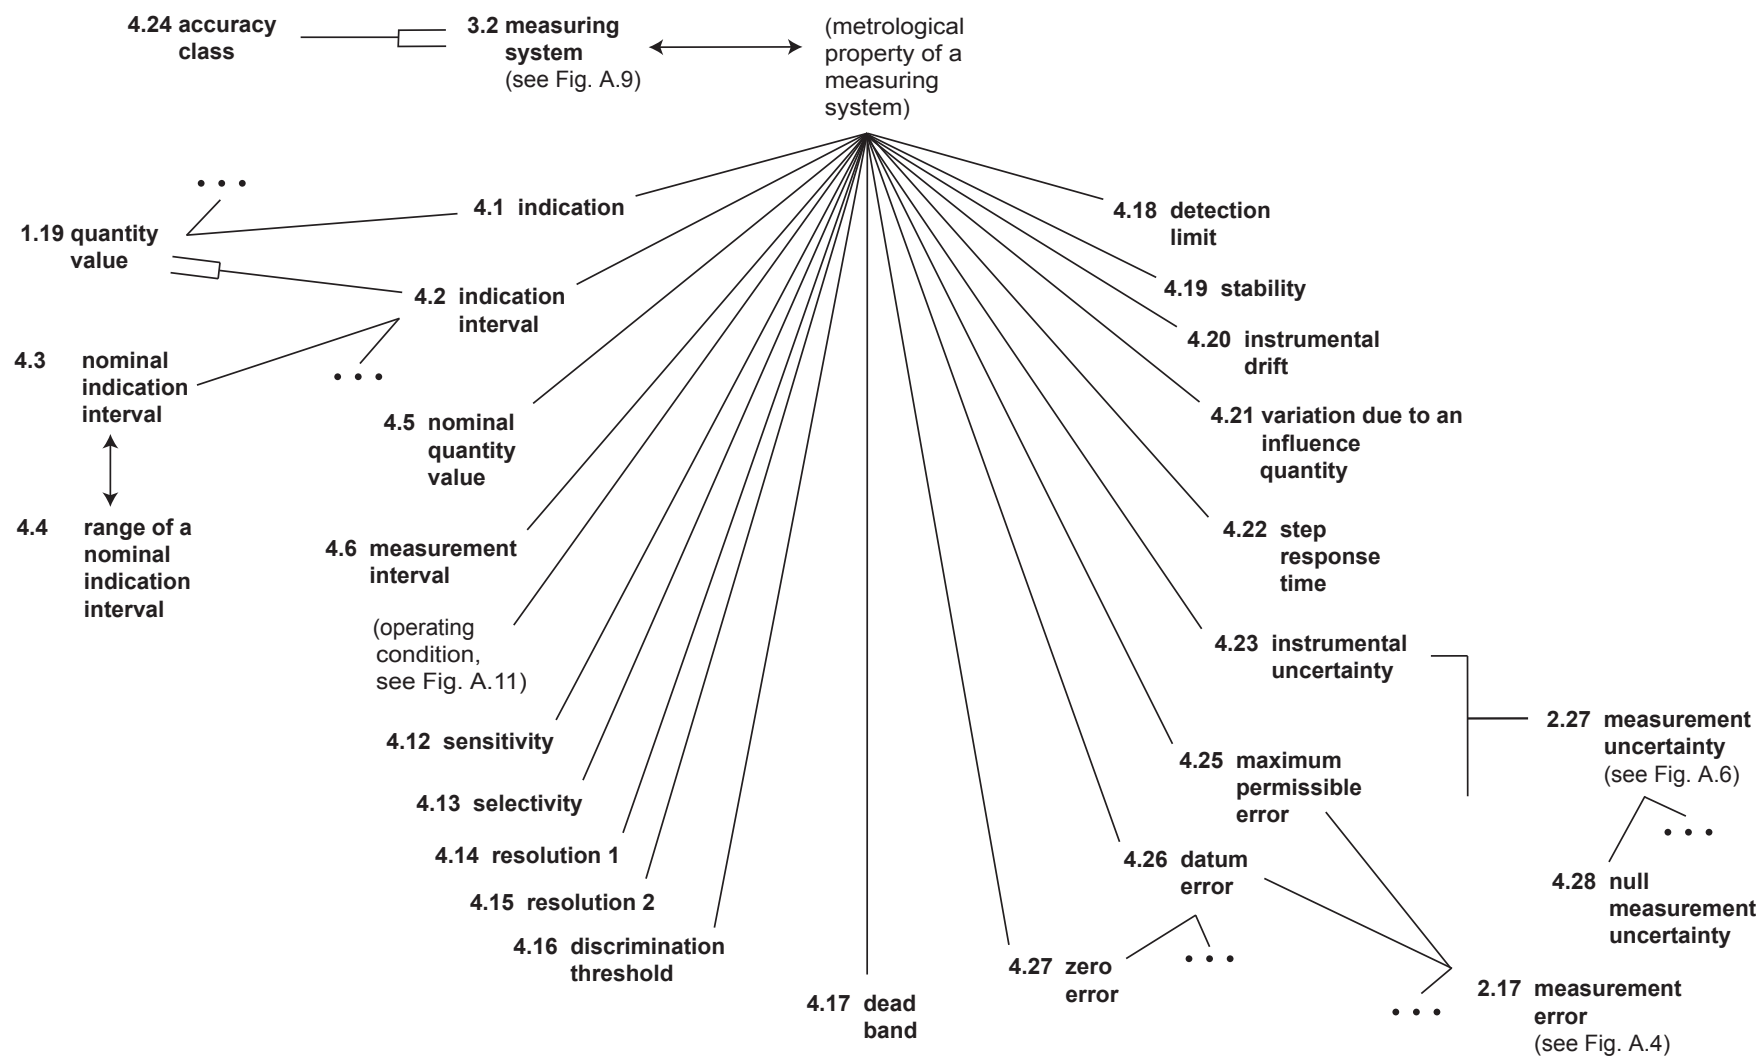 4.24 accuracy
class
3.2 measuring
system
(see Fig. A.9)
(metrological
property of a
measuring
system)
• • •
4.1 indication
1.19 quantity
value
4.2 indication
interval
4.3 nominal
indication
interval
• • •
4.4 range of a
nominal
indication
interval
4.5 nominal
quantity
value
4.6 measurement
interval
(operating
condition,
see Fig. A.11)
4.12 sensitivity
4.13 selectivity
4.14 resolution 1
4.15 resolution 2
4.16 discrimination
threshold
4.17 dead
band
4.18 detection
limit
4.19 stability
4.20 instrumental
drift
4.21 variation due to an
influence
quantity
4.22 step
response
time
4.23 instrumental
uncertainty
2.27 measurement
uncertainty
(see Fig. A.6)
• • •
4.28 null
measurement
uncertainty
4.25 maximum
permissible
error
4.26 datum
error
4.27 zero
error
• • •
• • •
2.17 measurement
error
(see Fig. A.4)